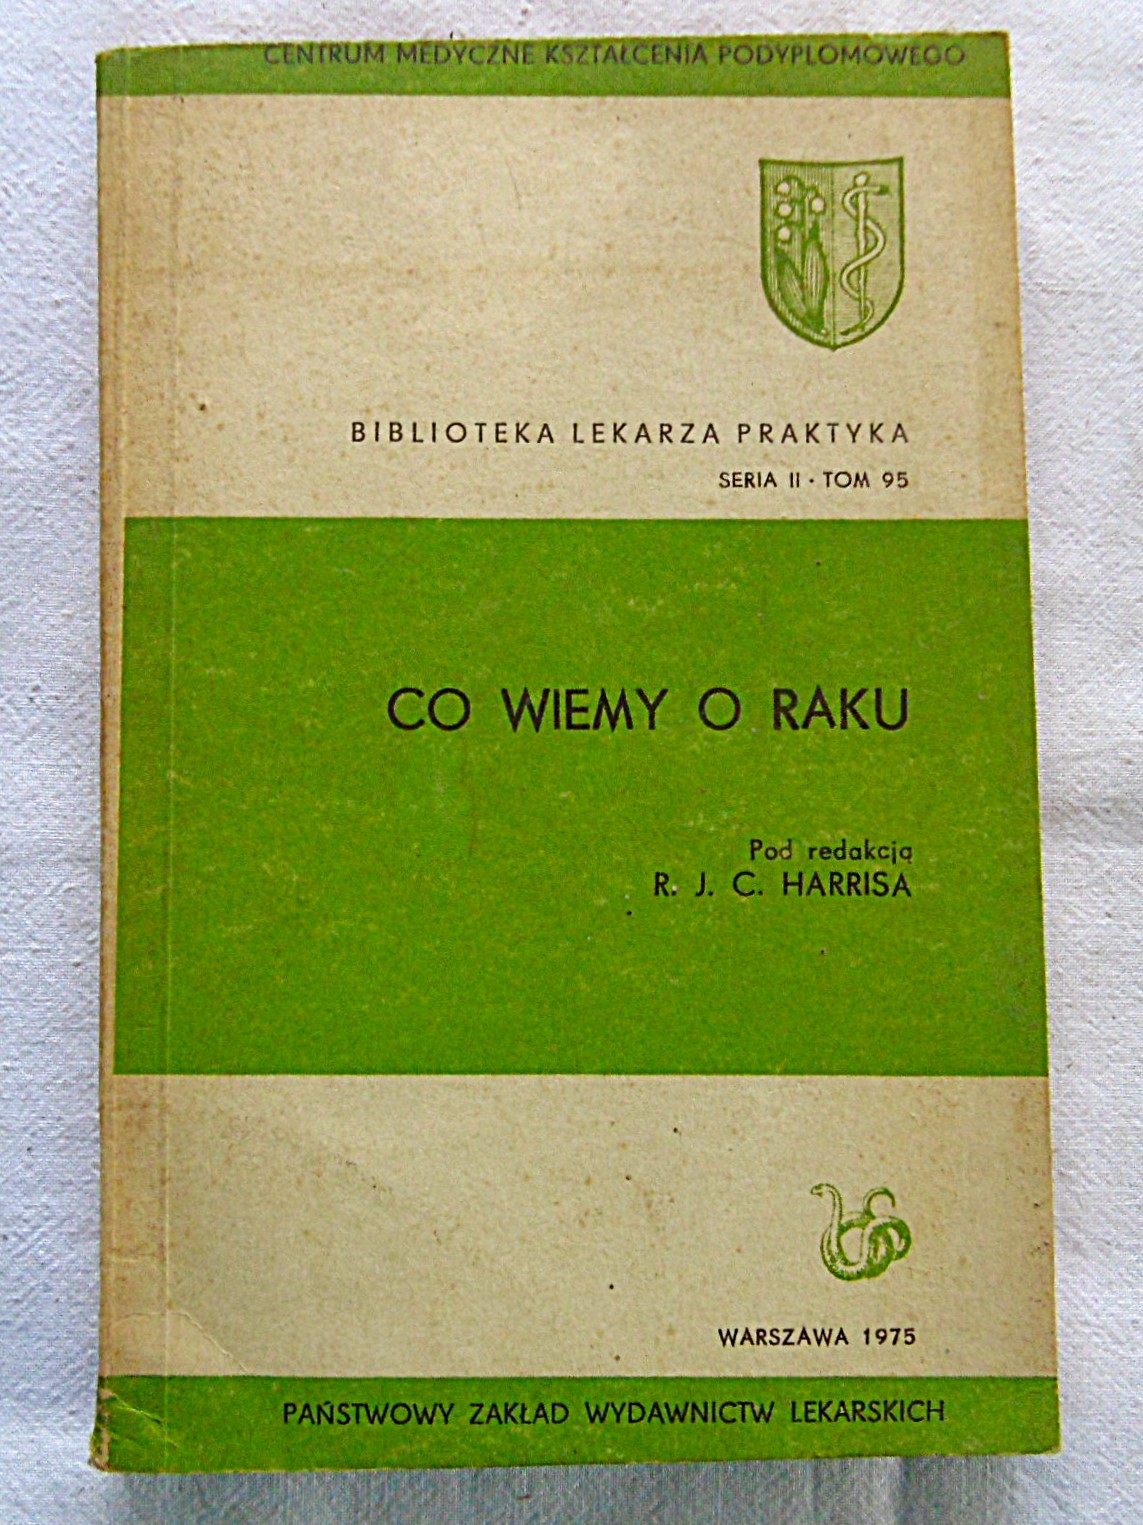 CENTRUM MEDYCZNE KSZTAŁCENIA PODYPLOMOWEGO
BIBLIOTEKA LEKARZA PRAKTYKA
SERIA II · TOM 95
CO WIEMY O RAKU
Pod redakcją
R. J. C. HARRISA
WARSZAWA 1975
PAŃSTWOWY ZAKŁAD WYDAWNICTW LEKARSKICH